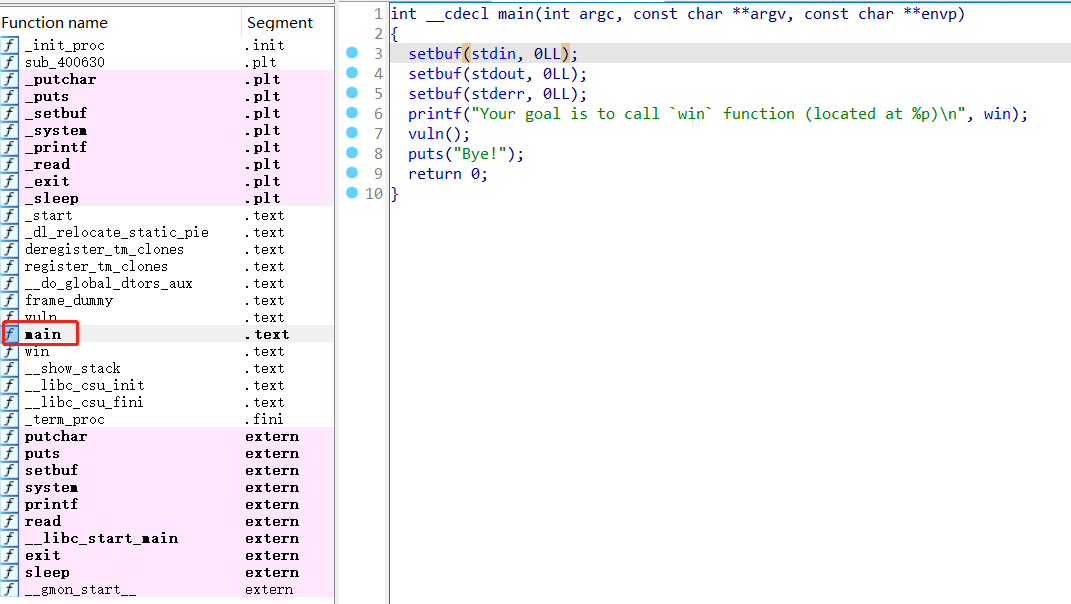 Function name Segment
f _init_proc .init
f sub_400630 .plt
f _putchar .plt
f _puts .plt
f _setbuf .plt
f _system .plt
f _printf .plt
f _read .plt
f _exit .plt
f _sleep .plt
f _start .text
f _dl_relocate_static_pie .text
f deregister_tm_clones .text
f register_tm_clones .text
f __do_global_dtors_aux .text
f frame_dummy .text
f vuln .text
f main .text
f win .text
f __show_stack .text
f __libc_csu_init .text
f __libc_csu_fini .text
f _term_proc .fini
f putchar extern
f puts extern
f setbuf extern
f system extern
f printf extern
f read extern
f __libc_start_main extern
f exit extern
f sleep extern
f __gmon_start__ extern
1 int __cdecl main(int argc, const char **argv, const char **envp)
2 {
3 setbuf(stdin, 0LL);
4 setbuf(stdout, 0LL);
5 setbuf(stderr, 0LL);
6 printf("Your goal is to call `win` function (located at %p)\n", win);
7 vuln();
8 puts("Bye!");
9 return 0;
10 }